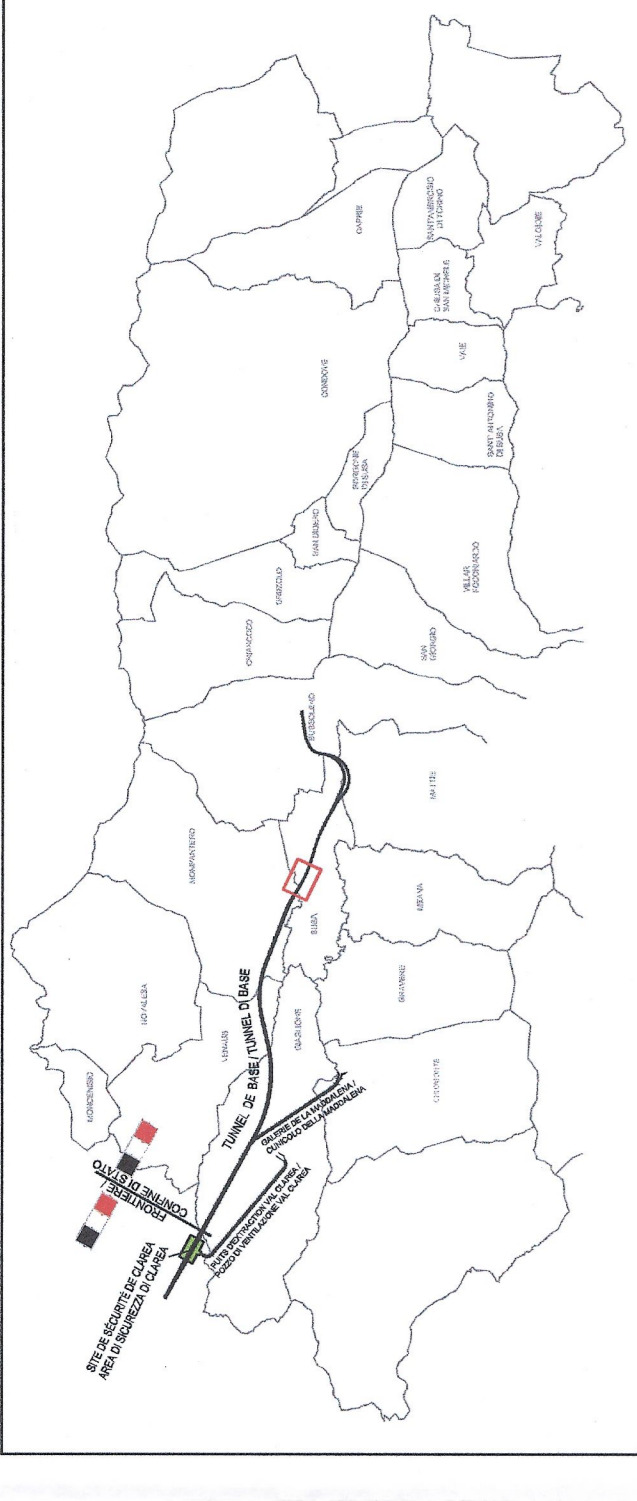 SITE DE SÉCURITÉ DE CLAREA
AREA DI SICUREZZA DI CLAREA
FRONTIERE /
CONFINE DI STATO
PUITS D'EXTRACTION VAL CLAREA /
POZZO DI VENTILAZIONE VAL CLAREA
GALERIE DE LA MADDALENA /
CUNICOLO DELLA MADDALENA
TUNNEL DE BASE / TUNNEL DI BASE
MONCENISIO
NOVALESA
VENAUS
MOMPANTERO
GIAGLIONE
SUSA
CHIOMONTE
GRAVERE
MEANA
MATTIE
BUSSOLENO
CHIANOCCO
BRUZOLO
SAN DIDERO
SAN
GIORIO
BORGONE
DI SUSA
VILLAR
FOCCHIARDO
CONDOVE
SANT'ANTONINO
DI SUSA
VAIE
CAPRIE
CHIUSA DI
SAN MICHELE
SANT'AMBROGIO
DI TORINO
VALGIOIE